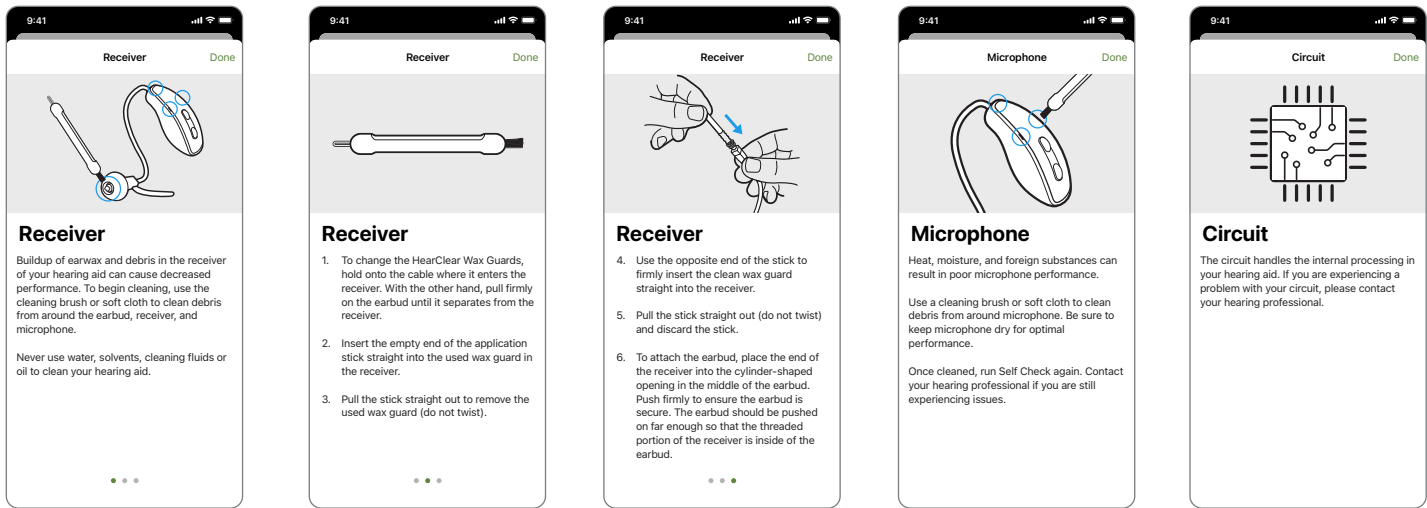 9:41
Receiver
Done
Receiver
Buildup of earwax and debris in the receiver
of your hearing aid can cause decreased
performance. To begin cleaning, use the
cleaning brush or soft cloth to clean debris
from around the earbud, receiver, and
microphone.
Never use water, solvents, cleaning fluids or
oil to clean your hearing aid.
9:41
Receiver
Done
Receiver
1. To change the HearClear Wax Guards,
hold onto the cable where it enters the
receiver. With the other hand, pull firmly
on the earbud until it separates from the
receiver.
2. Insert the empty end of the application
stick straight into the used wax guard in
the receiver.
3. Pull the stick straight out to remove the
used wax guard (do not twist).
9:41
Receiver
Done
Receiver
4. Use the opposite end of the stick to
firmly insert the clean wax guard
straight into the receiver.
5. Pull the stick straight out (do not twist)
and discard the stick.
6. To attach the earbud, place the end of
the receiver into the cylinder-shaped
opening in the middle of the earbud.
Push firmly to ensure the earbud is
secure. The earbud should be pushed
on far enough so that the threaded
portion of the receiver is inside of the
earbud.
9:41
Microphone
Done
Microphone
Heat, moisture, and foreign substances can
result in poor microphone performance.
Use a cleaning brush or soft cloth to clean
debris from around microphone. Be sure to
keep microphone dry for optimal
performance.
Once cleaned, run Self Check again. Contact
your hearing professional if you are still
experiencing issues.
9:41
Circuit
Done
Circuit
The circuit handles the internal processing in
your hearing aid. If you are experiencing a
problem with your circuit, please contact
your hearing professional.